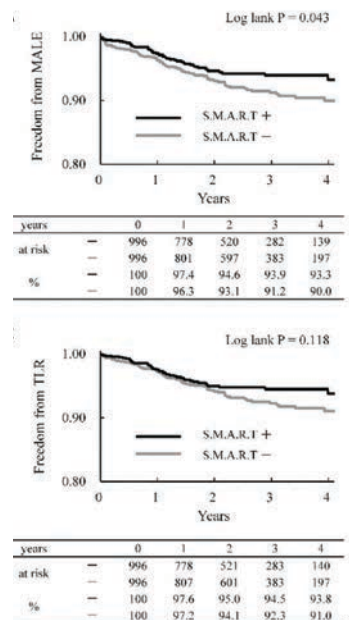 A
Log lank P = 0.043
Freedom from MALE
1.00
0.90
0.80
S.M.A.R.T +
S.M.A.R.T −
0 1 2 3 4
Years
years 0 1 2 3 4
at risk − 996 778 520 282 139
− 996 801 597 383 197
% − 100 97.4 94.6 93.9 93.3
− 100 96.3 93.1 91.2 90.0
Log lank P = 0.118
Freedom from TLR
1.00
0.90
0.80
S.M.A.R.T +
S.M.A.R.T −
0 1 2 3 4
Years
years 0 1 2 3 4
at risk − 996 778 521 283 140
− 996 807 601 383 197
% − 100 97.6 95.0 94.5 93.8
− 100 97.2 94.1 92.3 91.0